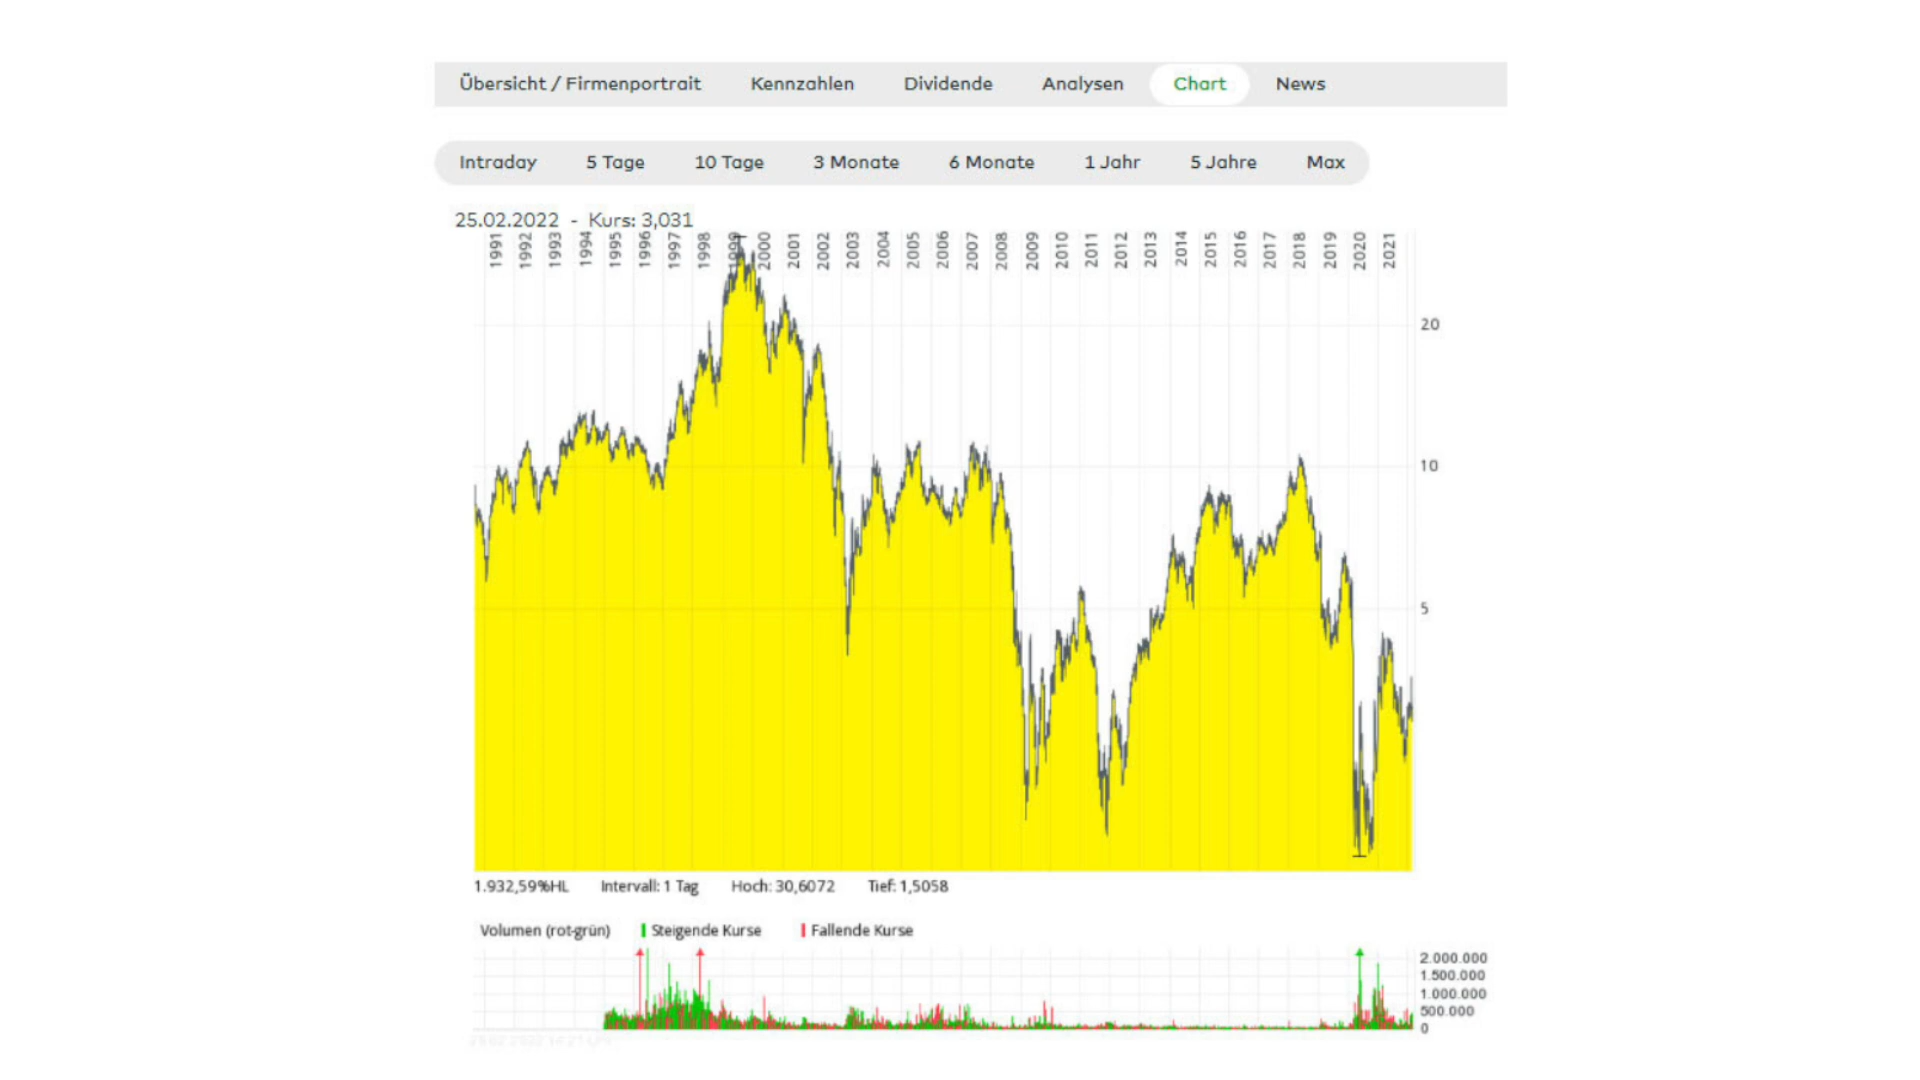 Übersicht / Firmenportrait Kennzahlen Dividende Analysen Chart News
Intraday 5 Tage 10 Tage 3 Monate 6 Monate 1 Jahr 5 Jahre Max
25.02.2022 - Kurs: 3,031
1991 1992 1993 1994 1995 1996 1997 1998 1999 2000 2001 2002 2003 2004 2005 2006 2007 2008 2009 2010 2011 2012 2013 2014 2015 2016 2017 2018 2019 2020 2021
20
10
5
1.932,59%HL Intervall: 1 Tag Hoch: 30,6072 Tief: 1,5058
Volumen (rot-grün) Steigende Kurse Fallende Kurse
2.000.000
1.500.000
1.000.000
500.000
0